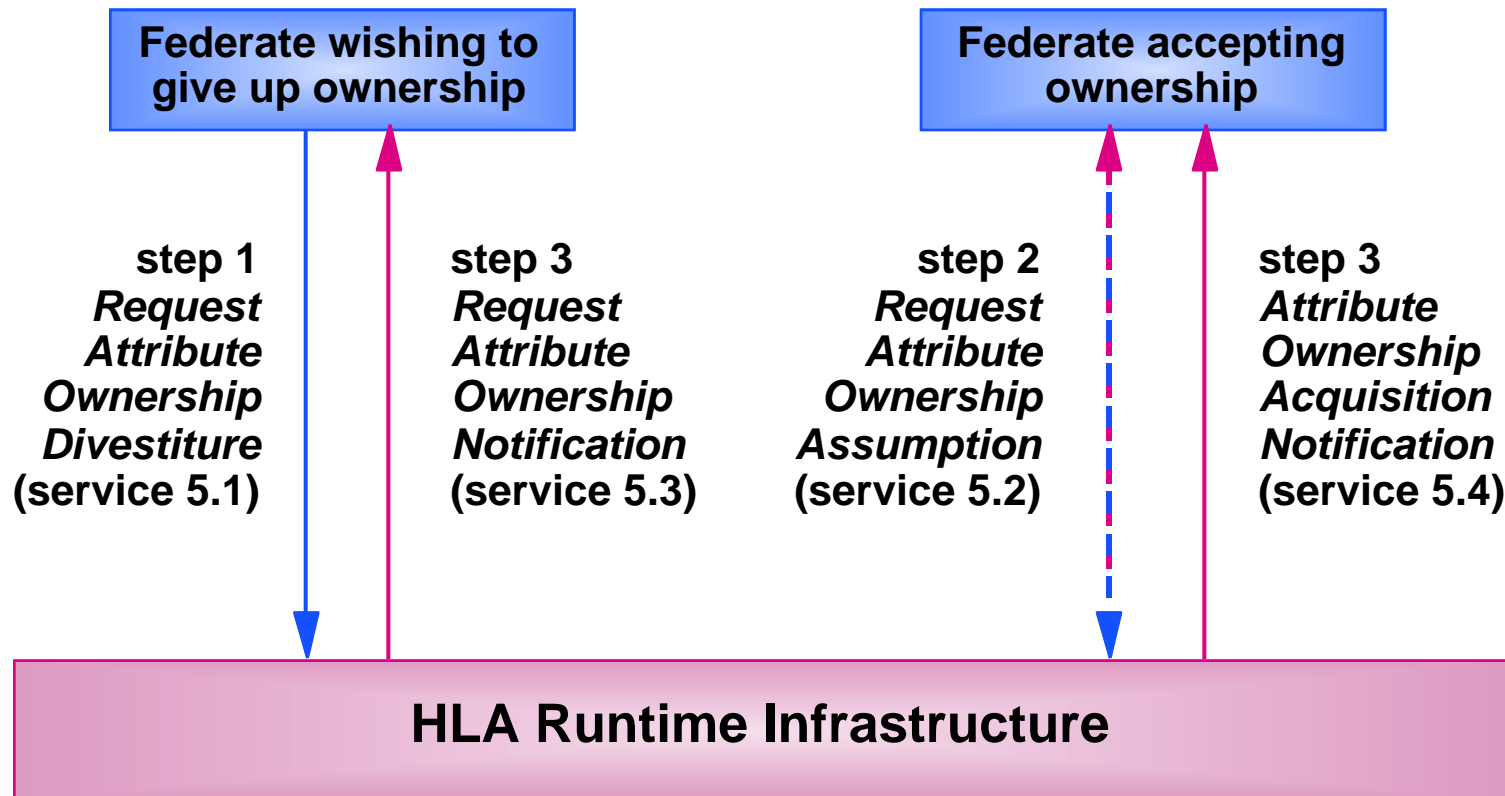 Federate wishing to
give up ownership
Federate accepting
ownership
step 1
Request
Attribute
Ownership
Divestiture
(service 5.1)
step 3
Request
Attribute
Ownership
Notification
(service 5.3)
step 2
Request
Attribute
Ownership
Assumption
(service 5.2)
step 3
Attribute
Ownership
Acquisition
Notification
(service 5.4)
HLA Runtime Infrastructure